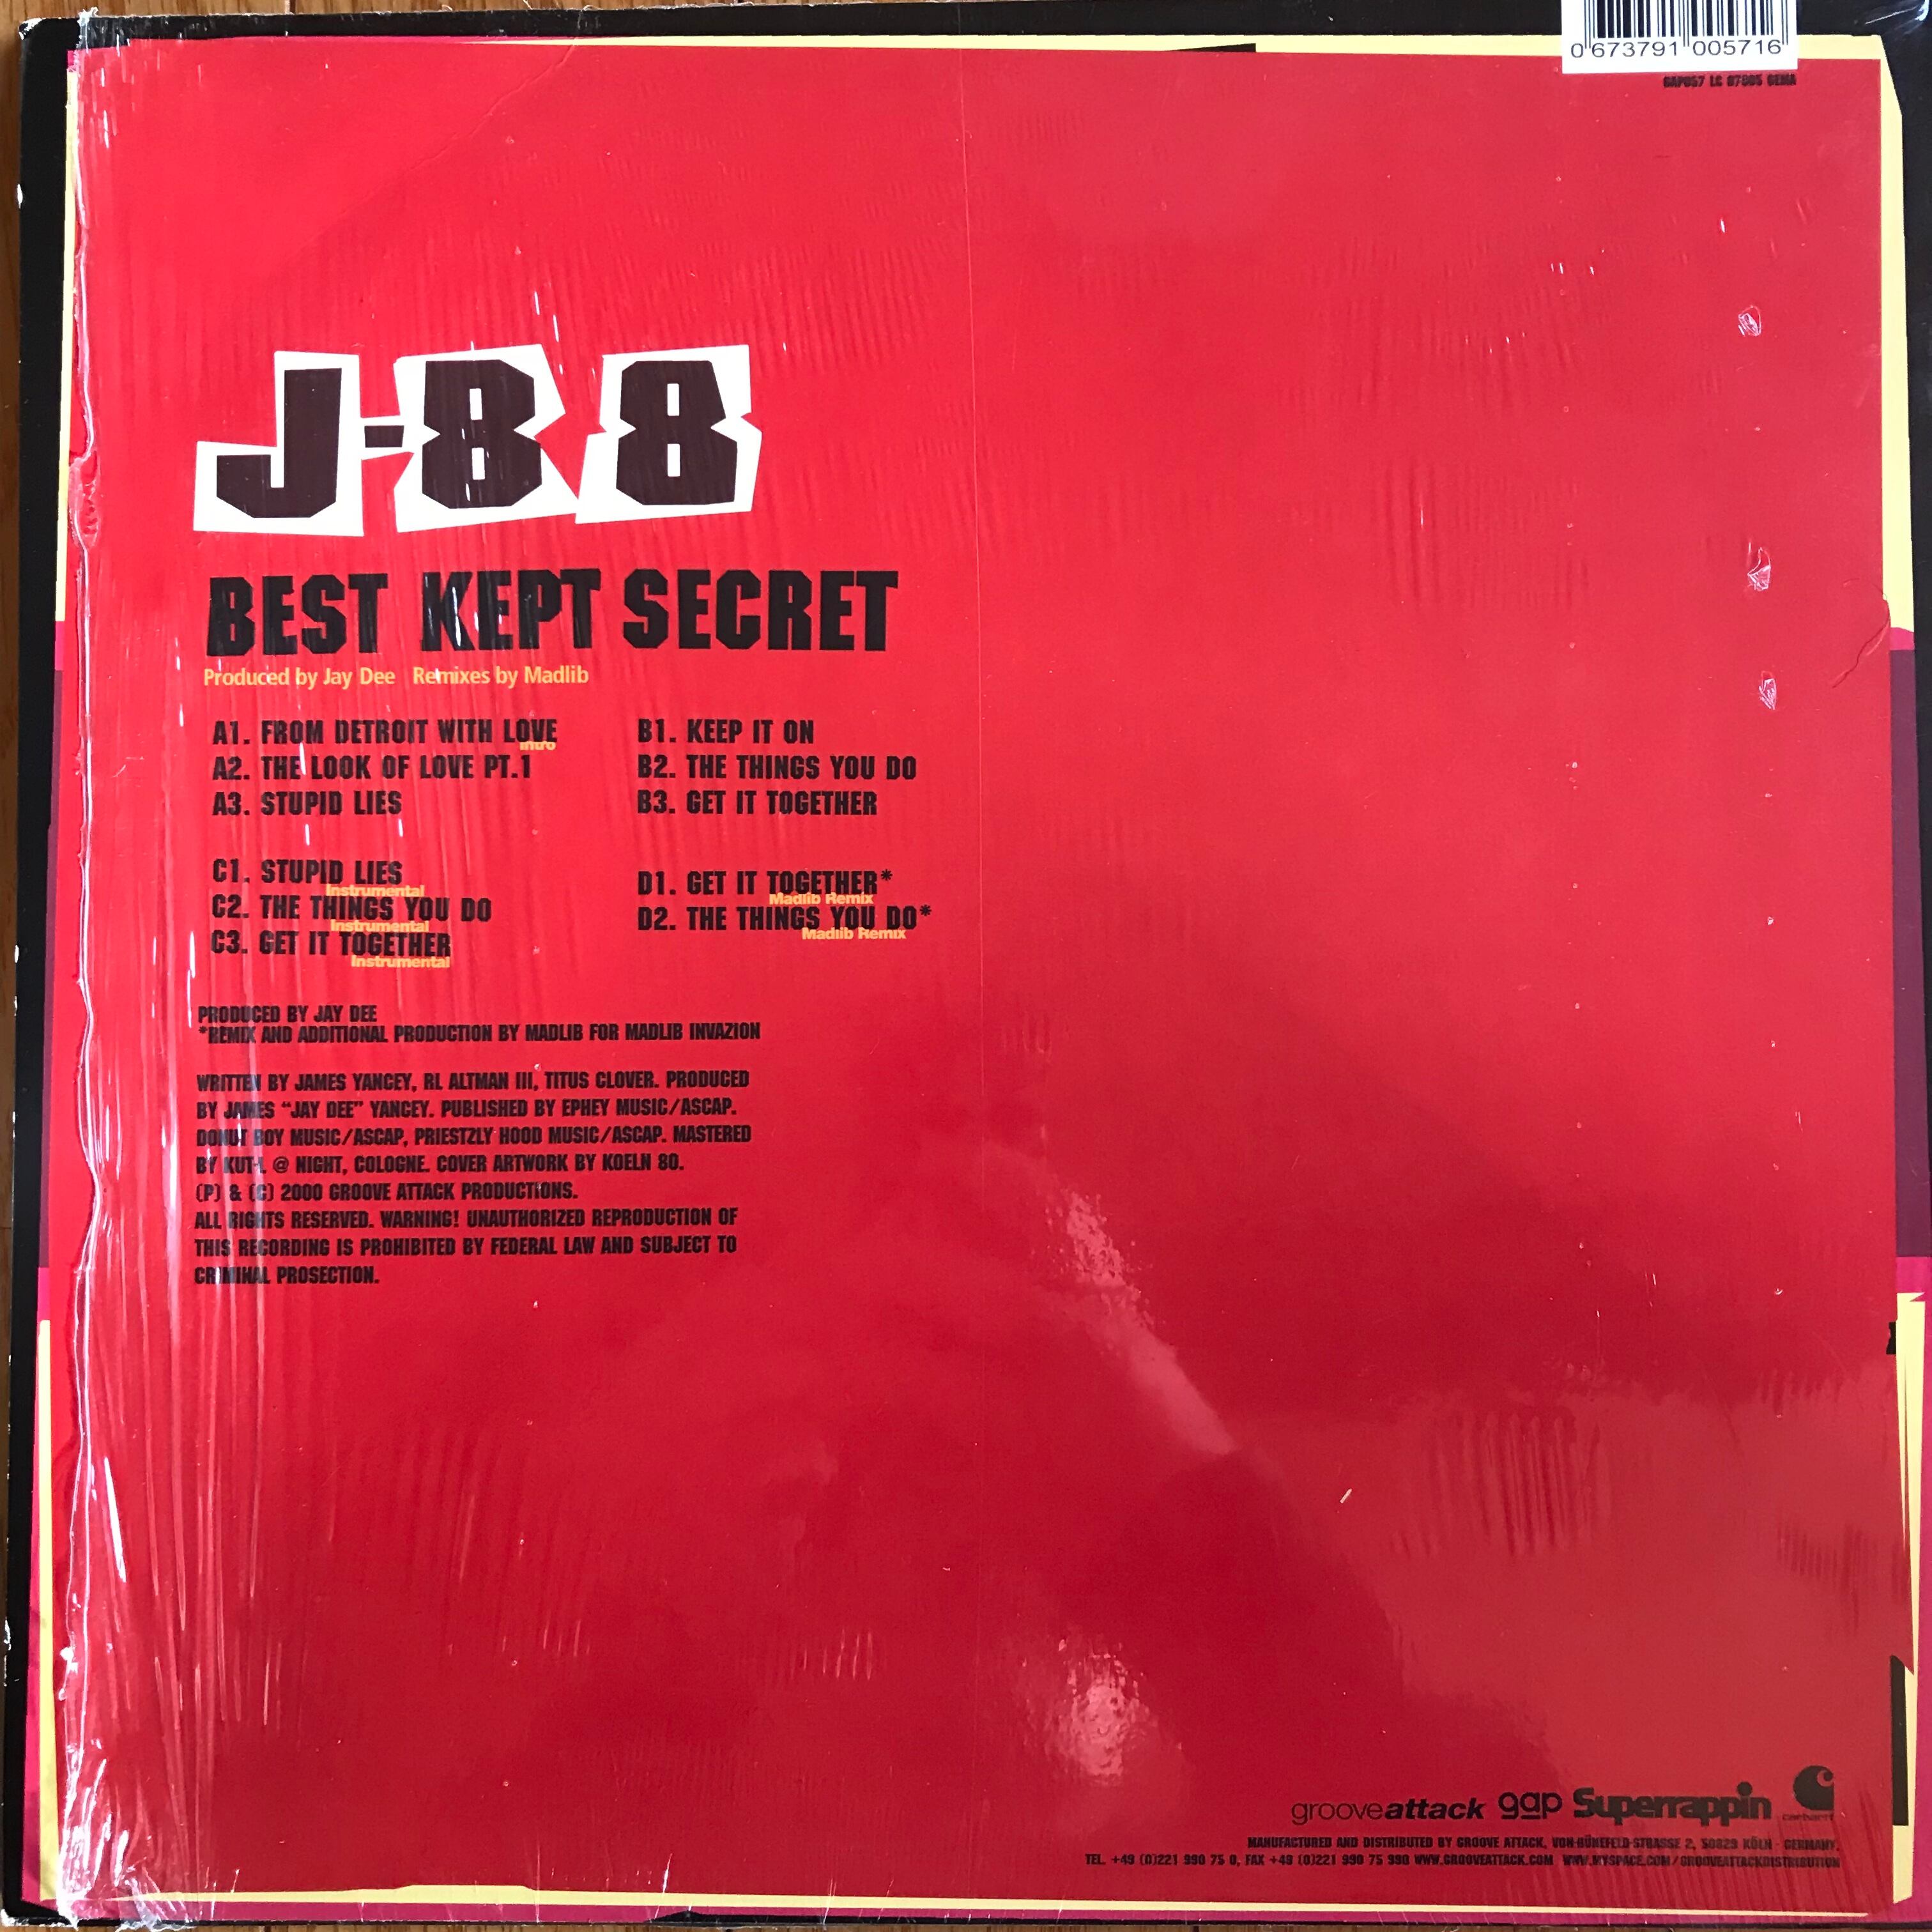 0 673791 005716
GAP057 LC 07805 GEMA
J-88
BEST KEPT SECRET
Produced by Jay Dee Remixes by Madlib
A1. FROM DETROIT WITH LOVE
Intro
A2. THE LOOK OF LOVE PT.1
A3. STUPID LIES
B1. KEEP IT ON
B2. THE THINGS YOU DO
B3. GET IT TOGETHER
C1. STUPID LIES
Instrumental
C2. THE THINGS YOU DO
Instrumental
C3. GET IT TOGETHER
Instrumental
D1. GET IT TOGETHER*
Madlib Remix
D2. THE THINGS YOU DO*
Madlib Remix
PRODUCED BY JAY DEE
*REMIX AND ADDITIONAL PRODUCTION BY MADLIB FOR MADLIB INVAZION
WRITTEN BY JAMES YANCEY, RL ALTMAN III, TITUS CLOVER. PRODUCED
BY JAMES “JAY DEE” YANCEY. PUBLISHED BY EPHEY MUSIC/ASCAP.
DONUT BOY MUSIC/ASCAP, PRIESTZLY HOOD MUSIC/ASCAP. MASTERED
BY KUT-L @ NIGHT, COLOGNE. COVER ARTWORK BY KOELN 80.
(P) & (C) 2000 GROOVE ATTACK PRODUCTIONS.
ALL RIGHTS RESERVED. WARNING! UNAUTHORIZED REPRODUCTION OF
THIS RECORDING IS PROHIBITED BY FEDERAL LAW AND SUBJECT TO
CRIMINAL PROSECTION.
grooveattack gap Superrappin carhartt
MANUFACTURED AND DISTRIBUTED BY GROOVE ATTACK, VON-HÜNEFELD-STRASSE 2, 50829 KÖLN - GERMANY.
TEL. +49 (0)221 990 75 0, FAX +49 (0)221 990 75 990 WWW.GROOVEATTACK.COM WWW.MYSPACE.COM/GROOVEATTACKDISTRIBUTION